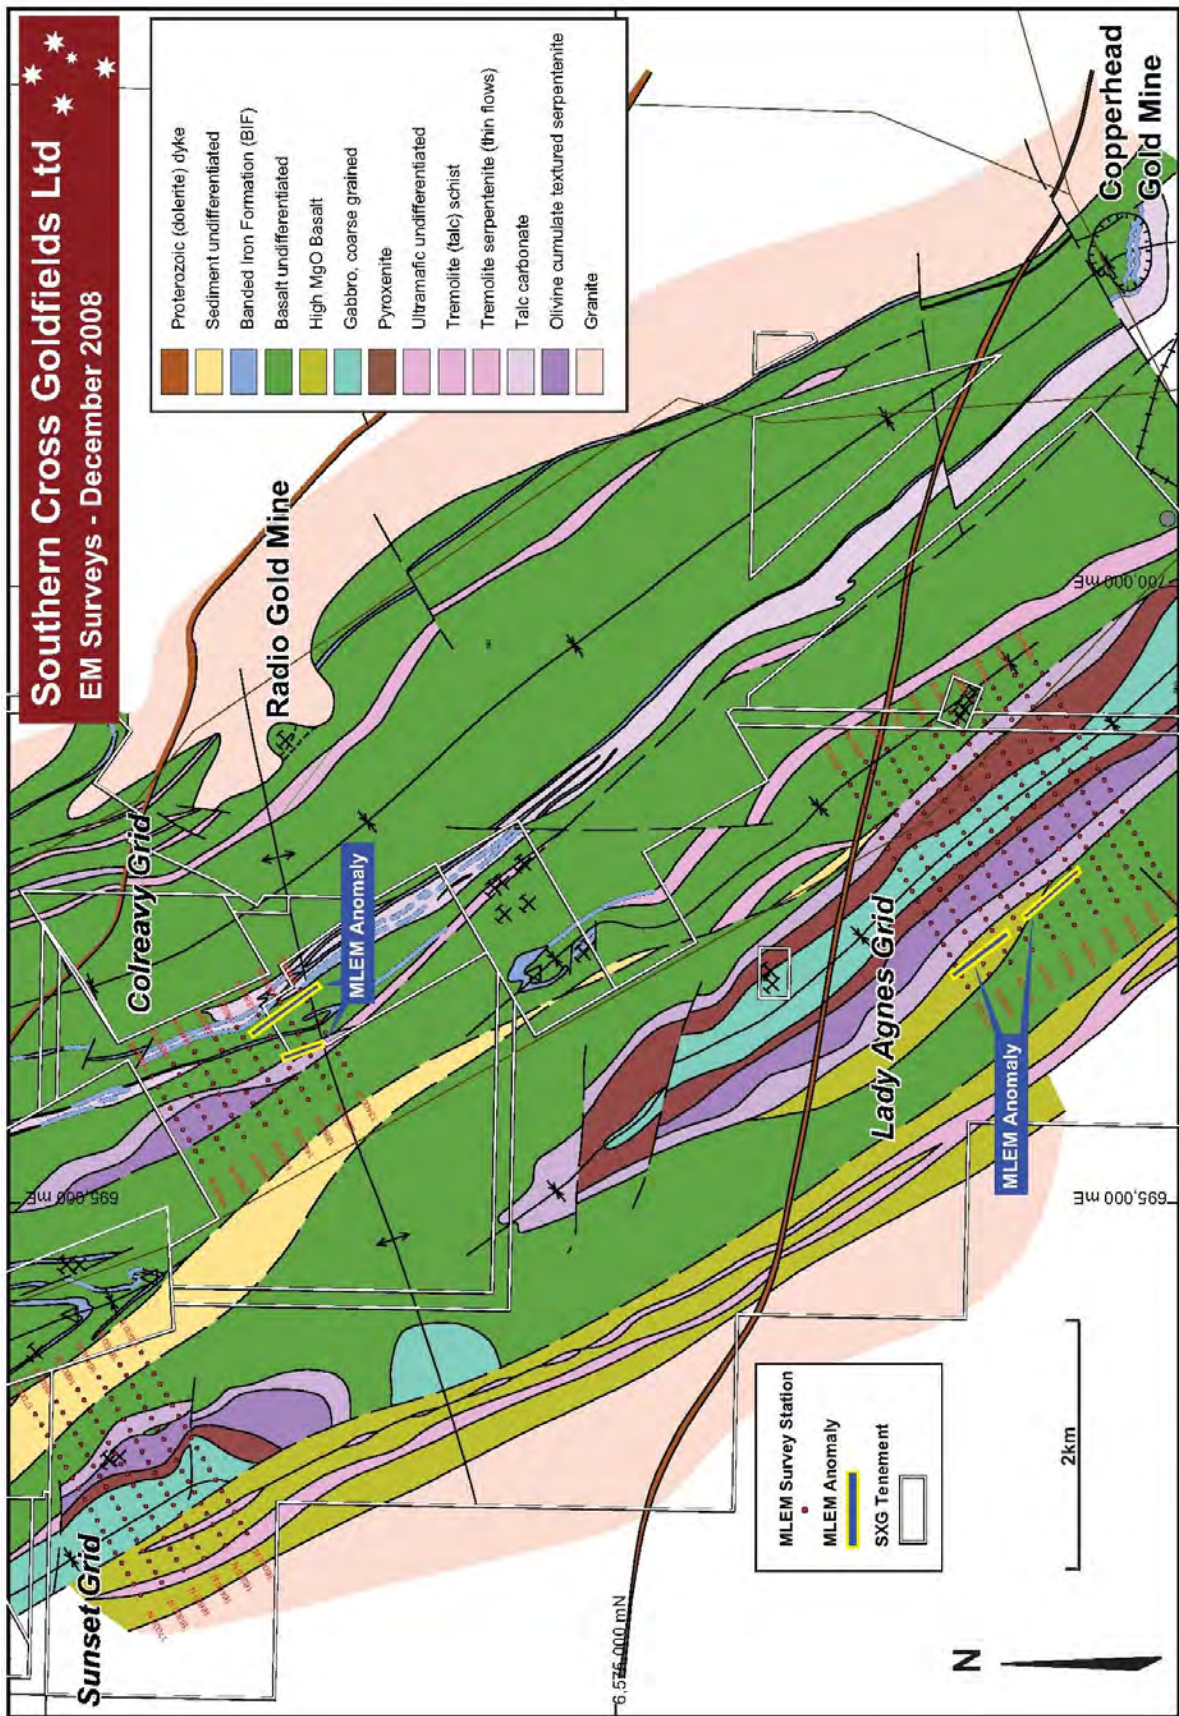 Southern Cross Goldfields Ltd
EM Surveys - December 2008
Proterozoic (dolerite) dyke
Sediment undifferentiated
Banded Iron Formation (BIF)
Basalt undifferentiated
High MgO Basalt
Gabbro, coarse grained
Pyroxenite
Ultramafic undifferentiated
Tremolite (talc) schist
Tremolite serpentenite (thin flows)
Talc carbonate
Olivine cumulate textured serpentenite
Granite
Sunset Grid
Colreavy Grid
Radio Gold Mine
MLEM Anomaly
695,000 mE
Lady Agnes Grid
MLEM Anomaly
Copperhead
Gold Mine
700,000 mE
695,000 mE
6,575,000 mN
MLEM Survey Station
MLEM Anomaly
SXG Tenement
2km
N